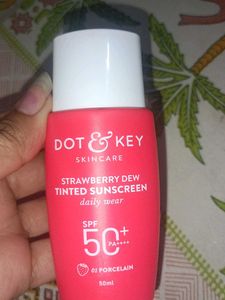 DOT & KEY
SKINCARE
STRAWBERRY DEW
TINTED SUNSCREEN
daily wear
SPF
50+
PA++++
01 PORCELAIN
50ml